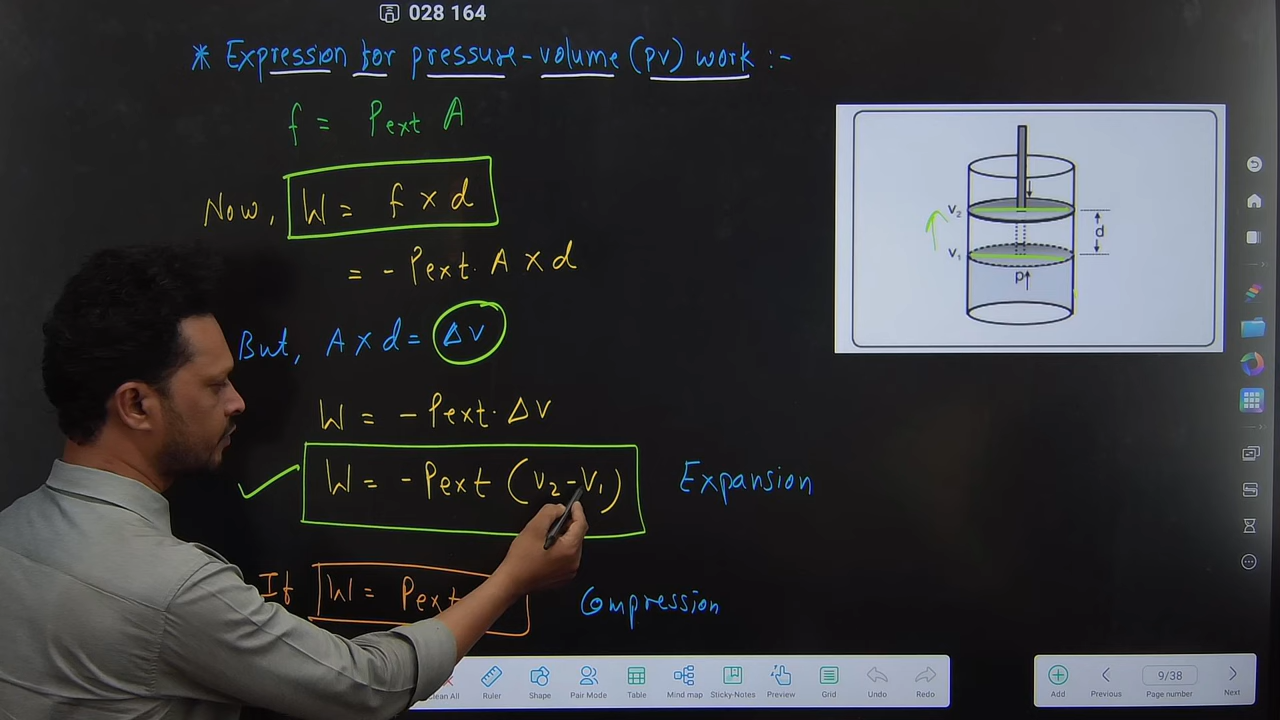 028 164
* Expression for pressure-volume (pv) work :-
f = Pext A
Now, W = f x d
= - Pext. A x d
But, A x d = Δv
W = - Pext. Δv
W = - Pext (v2 - v1) Expansion
If W = Pext Compression
v2
v1
d
P↑
Clean All
Ruler
Shape
Pair Mode
Table
Mind map
Sticky-Notes
Preview
Grid
Undo
Redo
Add
Previous
9/38
Page number
Next